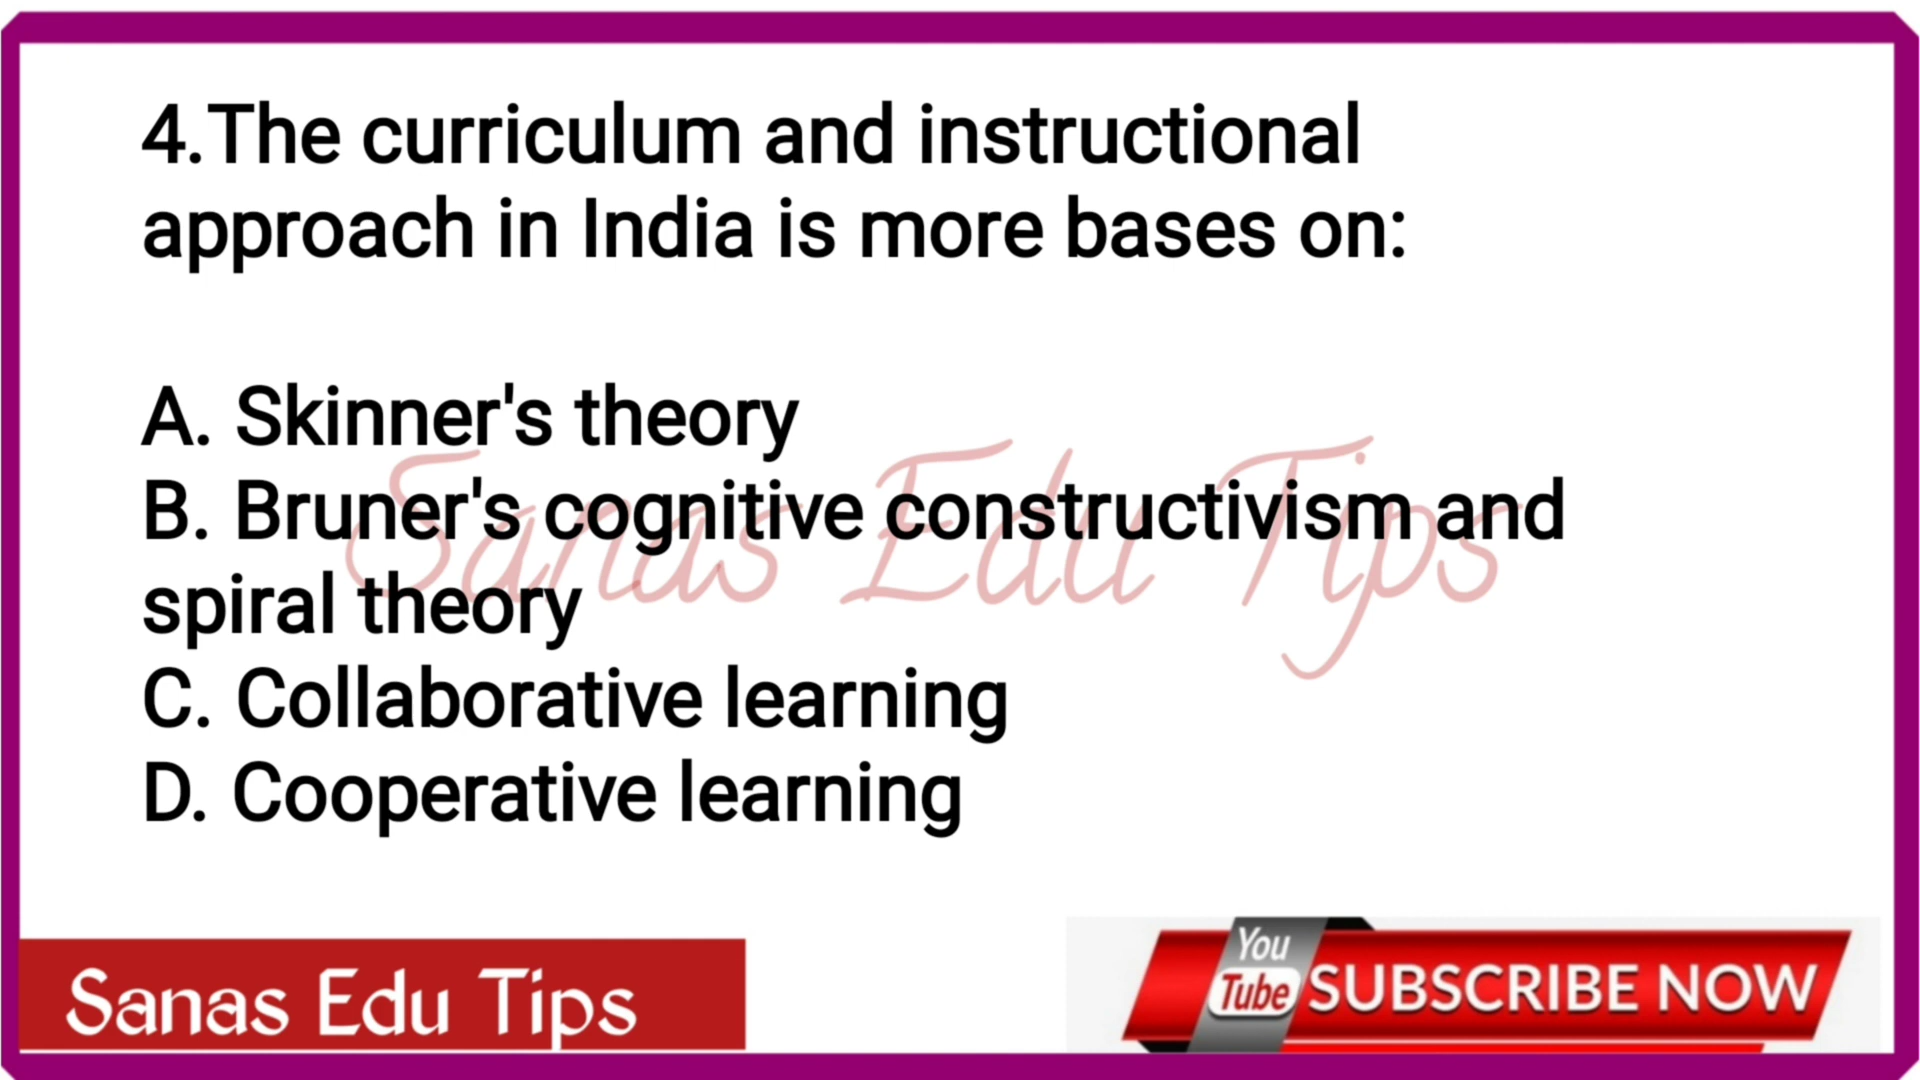 4.The curriculum and instructional
approach in India is more bases on:
A. Skinner's theory
B. Bruner's cognitive constructivism and
spiral theory
Sanas Edu Tips
C. Collaborative learning
D. Cooperative learning
Sanas Edu Tips
You
Tube SUBSCRIBE NOW